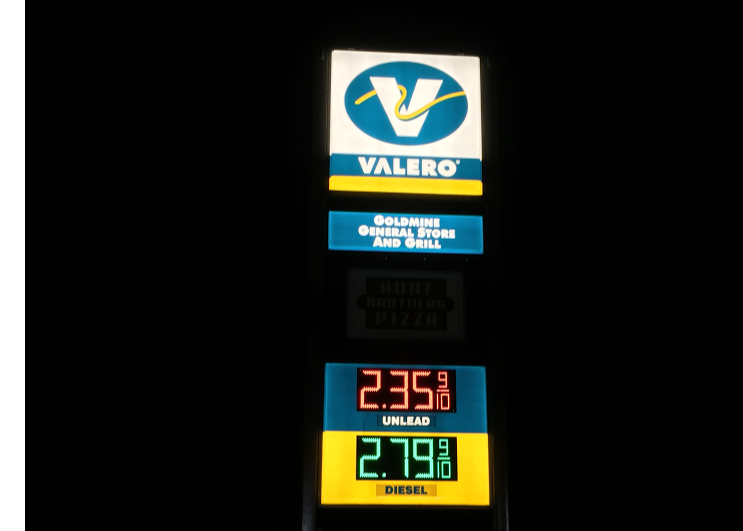 V
VALERO
GOLDMINE
GENERAL STORE
AND GRILL
HUNT
BROTHERS
PIZZA
2.35 9/10
UNLEAD
2.79 9/10
DIESEL